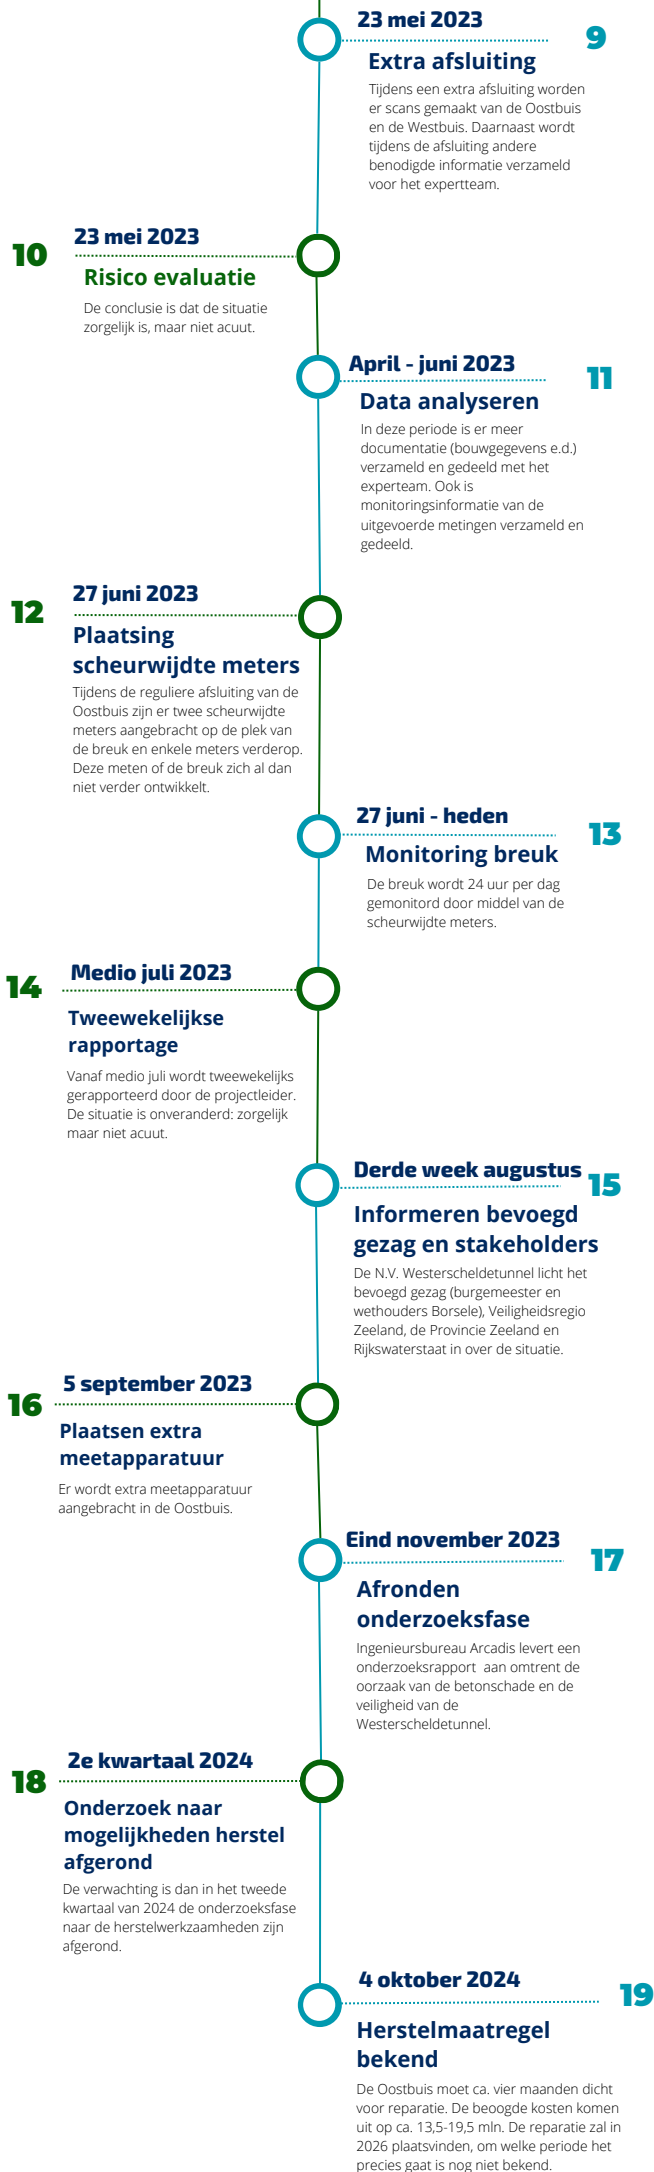 23 mei 2023
9
Extra afsluiting
Tijdens een extra afsluiting worden
er scans gemaakt van de Oostbuis
en de Westbuis. Daarnaast wordt
tijdens de afsluiting andere
benodigde informatie verzameld
voor het expertteam.
23 mei 2023
10
Risico evaluatie
De conclusie is dat de situatie
zorgelijk is, maar niet acuut.
April - juni 2023
11
Data analyseren
In deze periode is er meer
documentatie (bouwgegevens e.d.)
verzameld en gedeeld met het
experteam. Ook is
monitoringsinformatie van de
uitgevoerde metingen verzameld en
gedeeld.
27 juni 2023
12
Plaatsing
scheurwijdte meters
Tijdens de reguliere afsluiting van de
Oostbuis zijn er twee scheurwijdte
meters aangebracht op de plek van
de breuk en enkele meters verderop.
Deze meten of de breuk zich al dan
niet verder ontwikkelt.
27 juni - heden
13
Monitoring breuk
De breuk wordt 24 uur per dag
gemonitord door middel van de
scheurwijdte meters.
Medio juli 2023
14
Tweewekelijkse
rapportage
Vanaf medio juli wordt tweewekelijks
gerapporteerd door de projectleider.
De situatie is onveranderd: zorgelijk
maar niet acuut.
Derde week augustus
15
Informeren bevoegd
gezag en stakeholders
De N.V. Westerscheldetunnel licht het
bevoegd gezag (burgemeester en
wethouders Borsele), Veiligheidsregio
Zeeland, de Provincie Zeeland en
Rijkswaterstaat in over de situatie.
5 september 2023
16
Plaatsen extra
meetapparatuur
Er wordt extra meetapparatuur
aangebracht in de Oostbuis.
Eind november 2023
17
Afronden
onderzoeksfase
Ingenieursbureau Arcadis levert een
onderzoeksrapport aan omtrent de
oorzaak van de betonschade en de
veiligheid van de
Westerscheldetunnel.
2e kwartaal 2024
18
Onderzoek naar
mogelijkheden herstel
afgerond
De verwachting is dan in het tweede
kwartaal van 2024 de onderzoeksfase
naar de herstelwerkzaamheden zijn
afgerond.
4 oktober 2024
19
Herstelmaatregel
bekend
De Oostbuis moet ca. vier maanden dicht
voor reparatie. De beoogde kosten komen
uit op ca. 13,5-19,5 mln. De reparatie zal in
2026 plaatsvinden, om welke periode het
precies gaat is nog niet bekend.